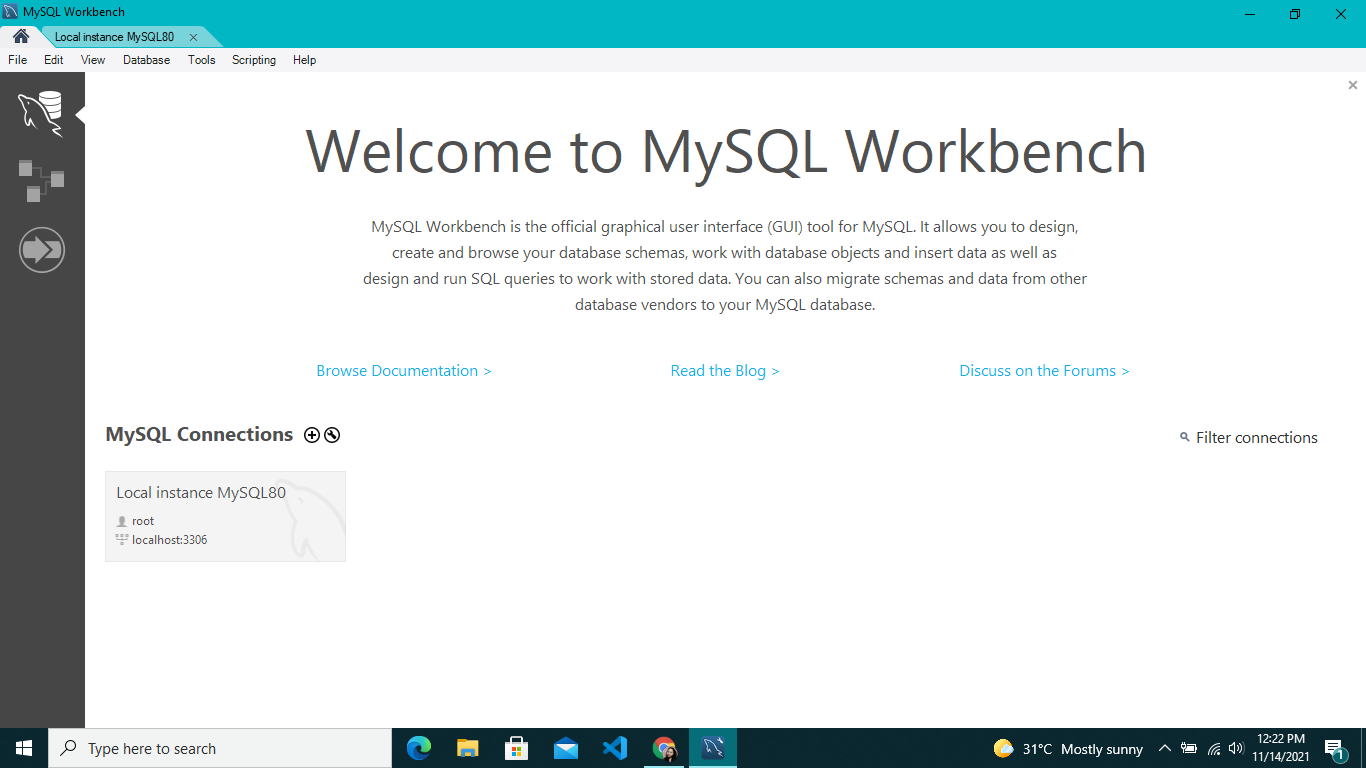 MySQL Workbench
Local instance MySQL80
File Edit View Database Tools Scripting Help
Welcome to MySQL Workbench
MySQL Workbench is the official graphical user interface (GUI) tool for MySQL. It allows you to design,
create and browse your database schemas, work with database objects and insert data as well as
design and run SQL queries to work with stored data. You can also migrate schemas and data from other
database vendors to your MySQL database.
Browse Documentation > Read the Blog > Discuss on the Forums >
MySQL Connections
Filter connections
Local instance MySQL80
root
localhost:3306
Type here to search
31°C Mostly sunny
12:22 PM
11/14/2021
1